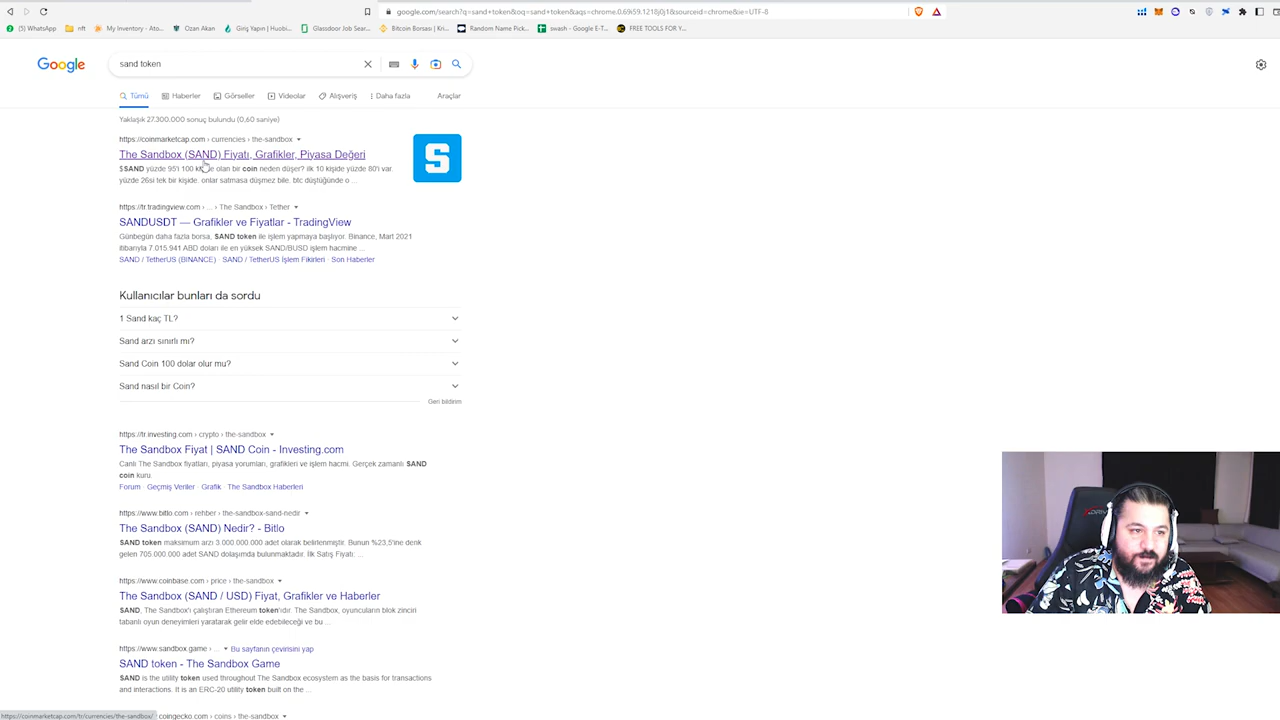 google.com/search?q=sand+token&oq=sand+token&aqs=chrome.0.69i59.1218j0j1&sourceid=chrome&ie=UTF-8
(5) WhatsApp nft My Inventory - Ato... Ozan Akan Giriş Yapın | Huobi... Glassdoor Job Sear... Bitcoin Borsası | Kri... Random Name Pick... swash - Google E-T... FREE TOOLS FOR Y...
Google sand token
Tümü Haberler Görseller Videolar Alışveriş Daha fazla Araçlar
Yaklaşık 27.300.000 sonuç bulundu (0,60 saniye)
https://coinmarketcap.com › currencies › the-sandbox
The Sandbox (SAND) Fiyatı, Grafikler, Piyasa Değeri
$SAND yüzde 95'i 100 kişide olan bir coin neden düşer? ilk 10 kişide yüzde 80'i var.
yüzde 26si tek bir kişide. onlar satmasa düşmez bile. btc düştüğünde o ...
S
https://tr.tradingview.com › ... › The Sandbox › Tether
SANDUSDT — Grafikler ve Fiyatlar - TradingView
Günbegün daha fazla borsa, SAND token ile işlem yapmaya başlıyor. Binance, Mart 2021
itibarıyla 7.015.941 ABD doları ile en yüksek SAND/BUSD işlem hacmine ...
SAND / TetherUS (BINANCE) · SAND / TetherUS İşlem Fikirleri · Son Haberler
Kullanıcılar bunları da sordu
1 Sand kaç TL?
Sand arzı sınırlı mı?
Sand Coin 100 dolar olur mu?
Sand nasıl bir Coin?
Geri bildirim
https://tr.investing.com › crypto › the-sandbox
The Sandbox Fiyat | SAND Coin - Investing.com
Canlı The Sandbox fiyatları, piyasa yorumları, grafikleri ve işlem hacmi. Gerçek zamanlı SAND
coin kuru.
Forum · Geçmiş Veriler · Grafik · The Sandbox Haberleri
https://www.bitlo.com › rehber › the-sandbox-sand-nedir
The Sandbox (SAND) Nedir? - Bitlo
SAND token maksimum arzı 3.000.000.000 adet olarak belirlenmiştir. Bunun %23,5'ine denk
gelen 705.000.000 adet SAND dolaşımda bulunmaktadır. İlk Satış Fiyatı: ...
https://www.coinbase.com › price › the-sandbox
The Sandbox (SAND / USD) Fiyat, Grafikler ve Haberler
SAND, The Sandbox'ı çalıştıran Ethereum token'ıdır. The Sandbox, oyuncuların blok zinciri
tabanlı oyun deneyimleri yaratarak gelir elde edebileceği ve bu ...
https://www.sandbox.game › ... Bu sayfanın çevirisini yap
SAND token - The Sandbox Game
SAND is the utility token used throughout The Sandbox ecosystem as the basis for transactions
and interactions. It is an ERC-20 utility token built on the ...
https://coinmarketcap.com/tr/currencies/the-sandbox/ coingecko.com › coins › the-sandbox